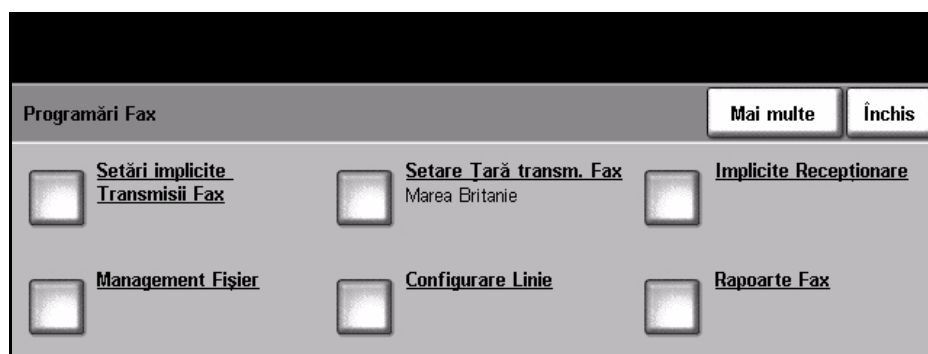 Programări Fax
Mai multe
Închis
Setări implicite
Transmisii Fax
Setare Ţară transm. Fax
Marea Britanie
Implicite Recepţionare
Management Fişier
Configurare Linie
Rapoarte Fax